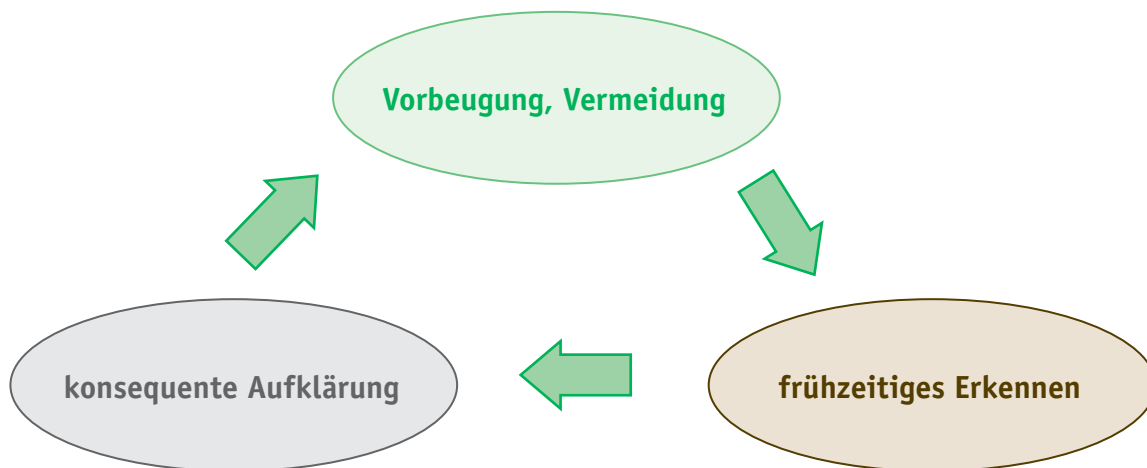 Vorbeugung, Vermeidung
konsequente Aufklärung
frühzeitiges Erkennen